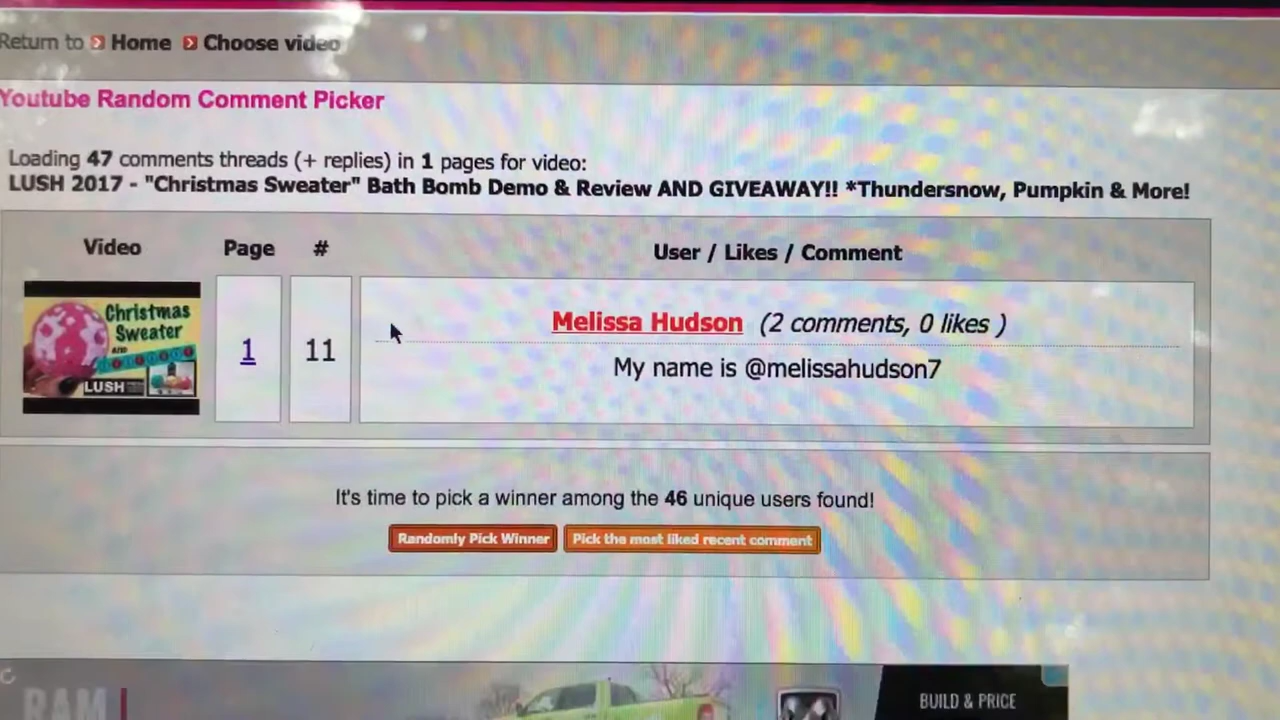 Return to Home Choose video
Youtube Random Comment Picker
Loading 47 comments threads (+ replies) in 1 pages for video:
LUSH 2017 - "Christmas Sweater" Bath Bomb Demo & Review AND GIVEAWAY!! *Thundersnow, Pumpkin & More!
Video Page # User / Likes / Comment
Christmas
Sweater
AND
LUSH
1
11
Melissa Hudson (2 comments, 0 likes )
My name is @melissahudson7
It's time to pick a winner among the 46 unique users found!
Randomly Pick Winner Pick the most liked recent comment
RAM
BUILD & PRICE